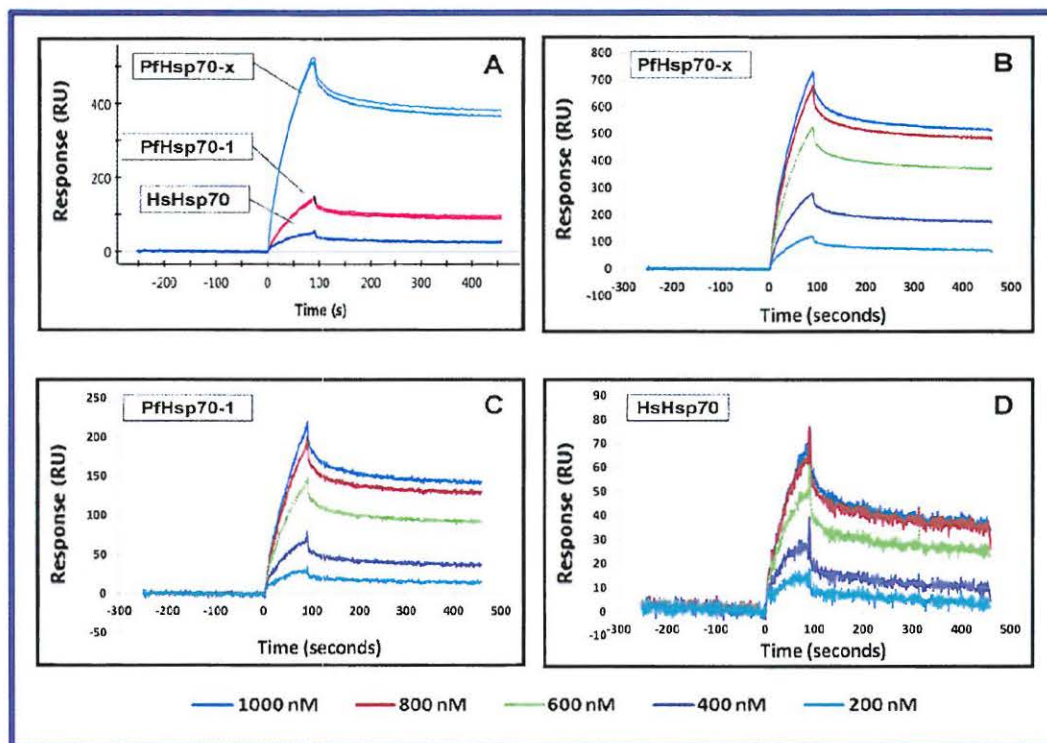 A
PfHsp70-x
PfHsp70-1
HsHsp70
Response (RU)
400
200
0
-200 -100 0 100 200 300 400
Time (s)
B
PfHsp70-x
Response (RU)
800
700
600
500
400
300
200
100
0
-100
-300 -200 -100 0 100 200 300 400 500
Time (seconds)
C
PfHsp70-1
Response (RU)
250
200
150
100
50
0
-50
-300 -200 -100 0 100 200 300 400 500
Time (seconds)
D
HsHsp70
Response (RU)
90
80
70
60
50
40
30
20
10
0
-10
-300 -200 -100 0 100 200 300 400 500
Time (seconds)
1000 nM 800 nM 600 nM 400 nM 200 nM